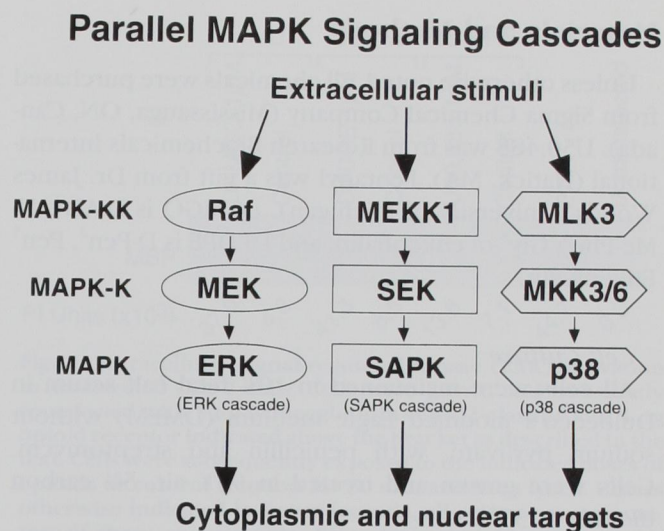 Parallel MAPK Signaling Cascades
Extracellular stimuli
MAPK-KK Raf MEKK1 MLK3
MAPK-K MEK SEK MKK3/6
MAPK ERK SAPK p38
(ERK cascade) (SAPK cascade) (p38 cascade)
Cytoplasmic and nuclear targets